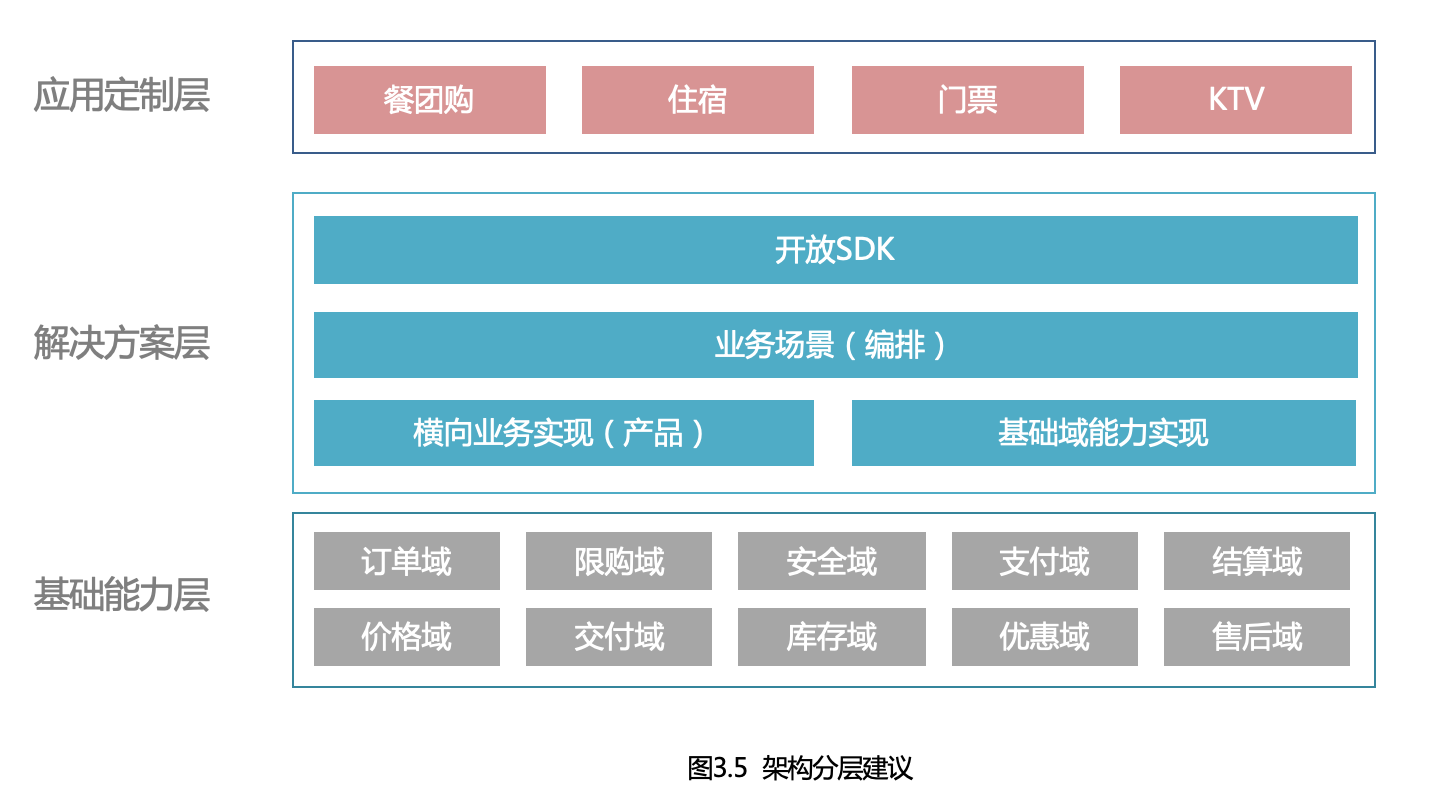 应用定制层
餐团购
住宿
门票
KTV
解决方案层
开放SDK
业务场景（编排）
横向业务实现（产品）
基础域能力实现
基础能力层
订单域
限购域
安全域
支付域
结算域
价格域
交付域
库存域
优惠域
售后域
图3.5 架构分层建议